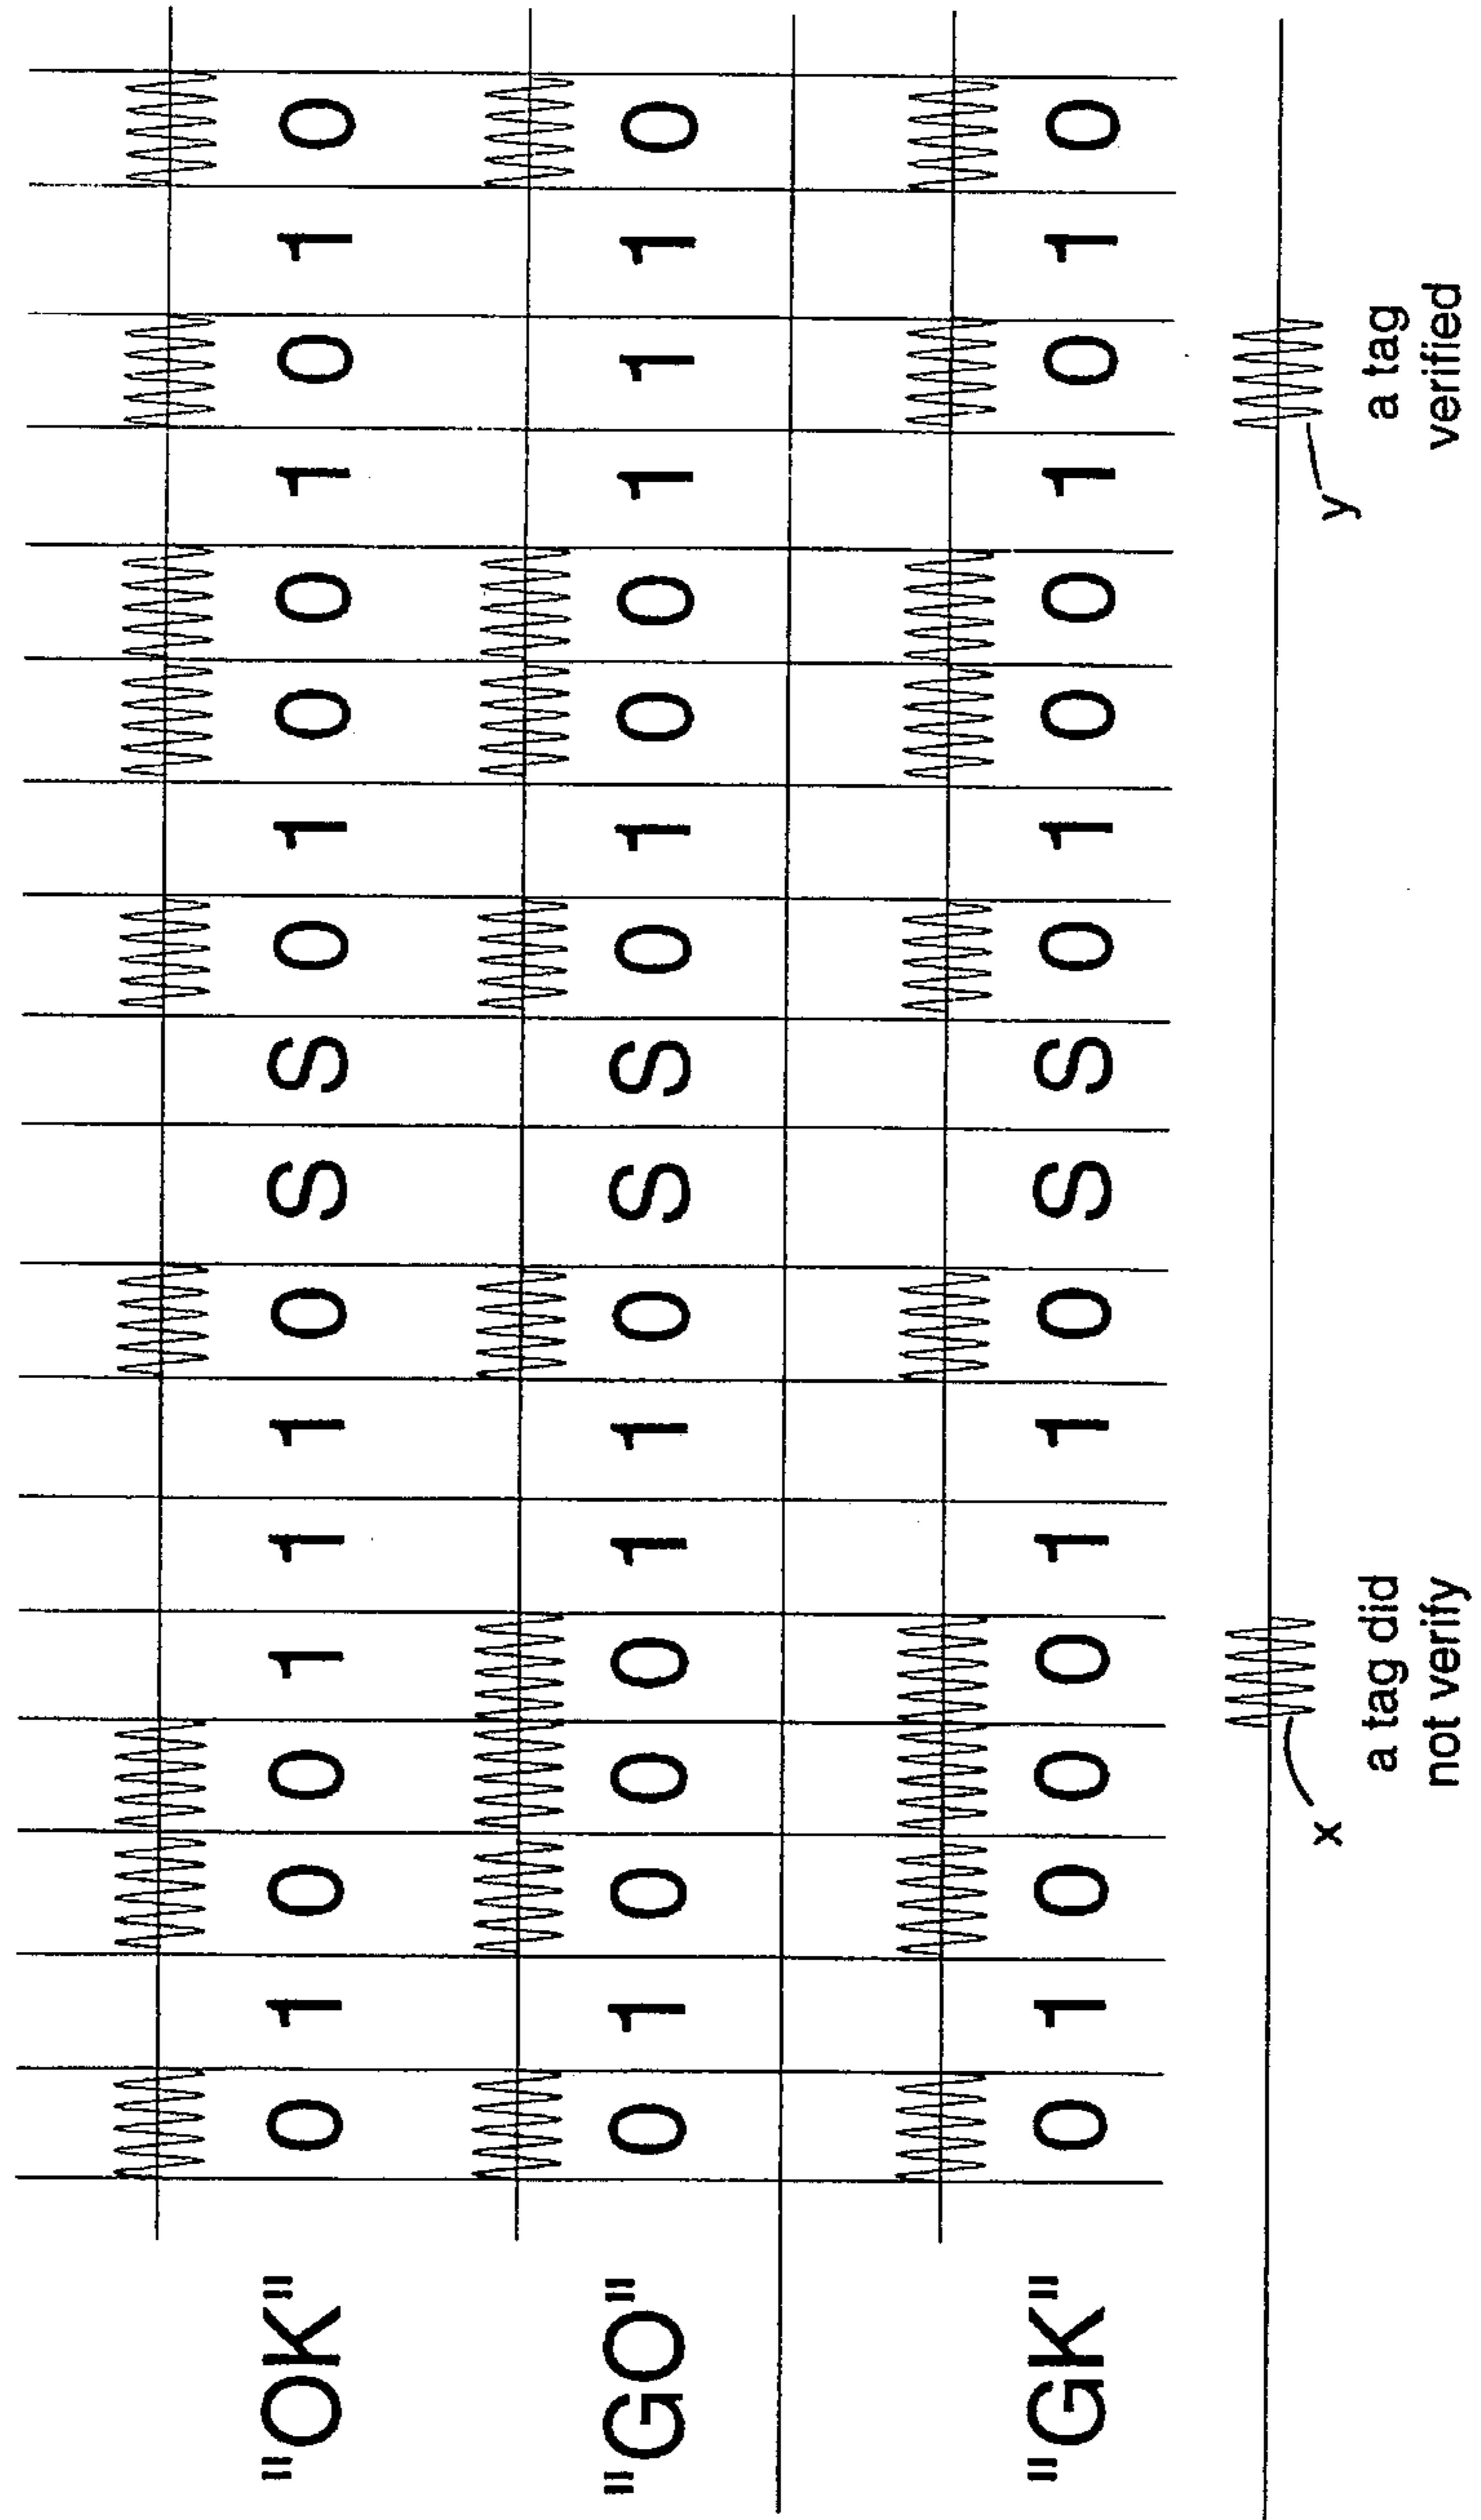 "OK" 0 1 0 0 1 1 1 0 S S 0 1 0 0 1 0 1 0
"GO" 0 1 0 0 0 1 1 0 S S 0 1 0 0 1 1 1 0
"GK" 0 1 0 0 0 1 1 0 S S 0 1 0 0 1 0 1 0
x
a tag did
not verify
y
a tag
verified